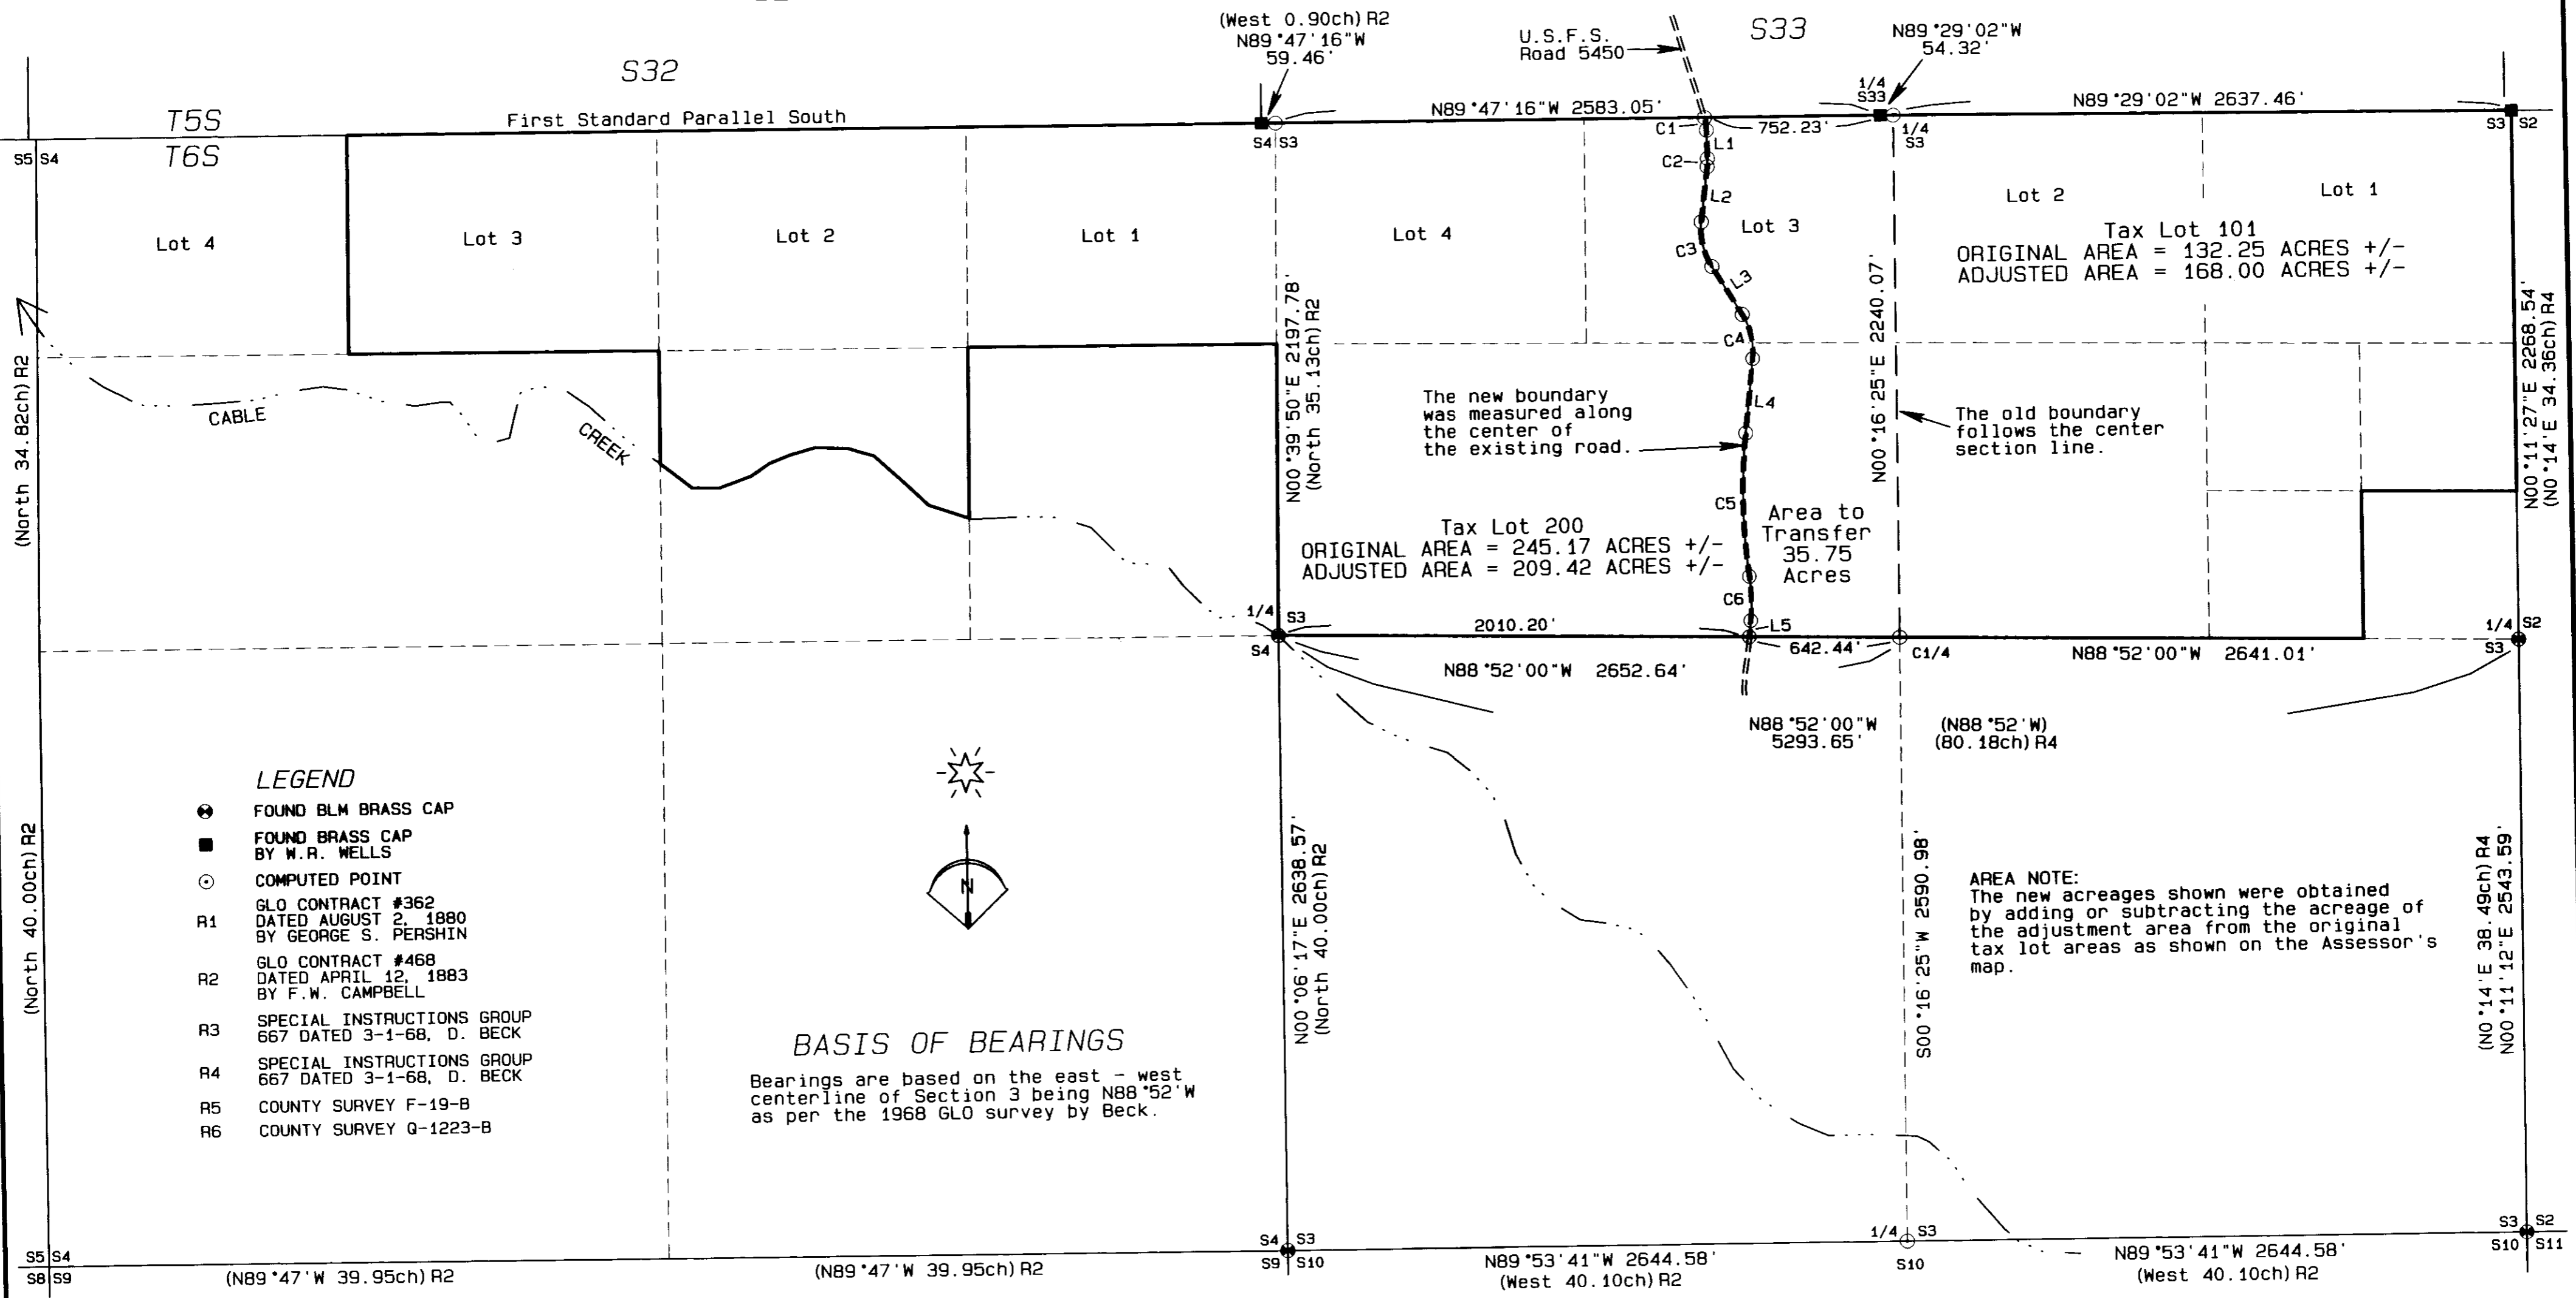 (West 0.90ch) R2
N89°47'16"W
59.46'
U.S.F.S.
Road 5450
S33
N89°29'02"W
54.32'
S32
1/4
S33
T5S
First Standard Parallel South
N89°47'16"W 2583.05'
C1
752.23'
1/4
S3
N89°29'02"W 2637.46'
S3 S2
S5 S4
T6S
S4 S3
L1
C2
L2
Lot 4
Lot 3
Lot 2
Lot 1
Lot 4
C3
Lot 3
L3
C4
Lot 2
Lot 1
Tax Lot 101
ORIGINAL AREA = 132.25 ACRES +/-
ADJUSTED AREA = 168.00 ACRES +/-
(North 34.82ch) R2
N00°39'50"E 2197.78'
(North 35.13ch) R2
N00°16'25"E 2240.07'
N00°11'27"E 2268.54'
(N0°14'E 34.36ch) R4
CABLE
CREEK
The new boundary
was measured along
the center of
the existing road.
L4
The old boundary
follows the center
section line.
C5
Tax Lot 200
ORIGINAL AREA = 245.17 ACRES +/-
ADJUSTED AREA = 209.42 ACRES +/-
Area to
Transfer
35.75
Acres
C6
1/4 S3
S4
2010.20'
L5
642.44'
C1/4
N88°52'00"W 2652.64'
N88°52'00"W 2641.01'
1/4 S2
S3
N88°52'00"W
5293.65'
(N88°52'W)
(80.18ch) R4
LEGEND
FOUND BLM BRASS CAP
FOUND BRASS CAP
BY W.R. WELLS
COMPUTED POINT
R1
GLO CONTRACT #362
DATED AUGUST 2, 1880
BY GEORGE S. PERSHIN
R2
GLO CONTRACT #468
DATED APRIL 12, 1883
BY F.W. CAMPBELL
R3
SPECIAL INSTRUCTIONS GROUP
667 DATED 3-1-68, D. BECK
R4
SPECIAL INSTRUCTIONS GROUP
667 DATED 3-1-68, D. BECK
R5 COUNTY SURVEY F-19-B
R6 COUNTY SURVEY Q-1223-B
(North 40.00ch) R2
N
BASIS OF BEARINGS
Bearings are based on the east - west
centerline of Section 3 being N88°52'W
as per the 1968 GLO survey by Beck.
N00°06'17"E 2638.57'
(North 40.00ch) R2
S00°16'25"W 2590.98'
AREA NOTE:
The new acreages shown were obtained
by adding or subtracting the acreage of
the adjustment area from the original
tax lot areas as shown on the Assessor's
map.
(N0°14'E 38.49ch) R4
N00°11'12"E 2543.59'
S5 S4
S8 S9
(N89°47'W 39.95ch) R2
(N89°47'W 39.95ch) R2
S4 S3
S9 S10
N89°53'41"W 2644.58'
(West 40.10ch) R2
1/4 S3
S10
N89°53'41"W 2644.58'
(West 40.10ch) R2
S3 S2
S10 S11